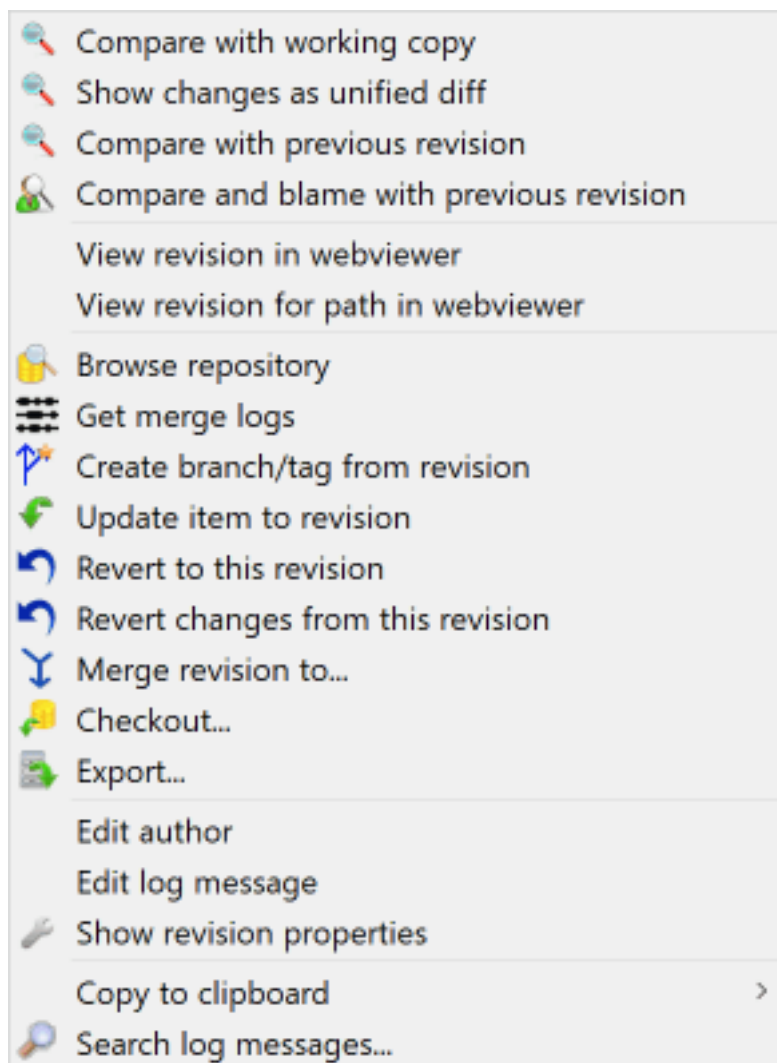 Compare with working copy
Show changes as unified diff
Compare with previous revision
Compare and blame with previous revision
View revision in webviewer
View revision for path in webviewer
Browse repository
Get merge logs
Create branch/tag from revision
Update item to revision
Revert to this revision
Revert changes from this revision
Merge revision to...
Checkout...
Export...
Edit author
Edit log message
Show revision properties
Copy to clipboard
Search log messages...